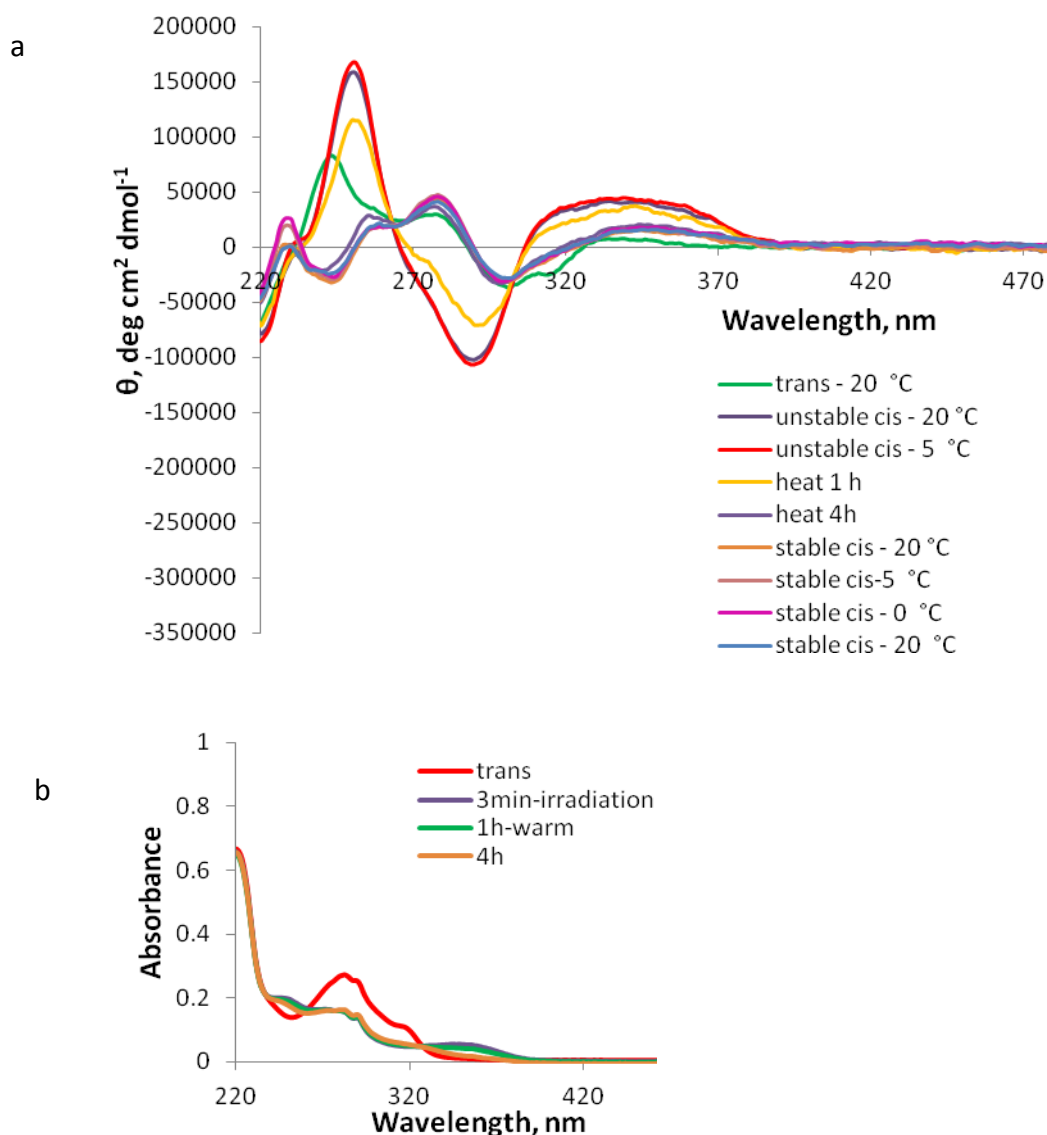 a
200000
150000
100000
50000
0
-50000
-100000
-150000
-200000
-250000
-300000
-350000
θ, deg cm² dmol⁻¹
220 270 320 370 420 470
Wavelength, nm
trans - 20 °C
unstable cis - 20 °C
unstable cis - 5 °C
heat 1 h
heat 4h
stable cis - 20 °C
stable cis-5 °C
stable cis - 0 °C
stable cis - 20 °C
b
1
0.8
0.6
0.4
0.2
0
Absorbance
trans
3min-irradiation
1h-warm
4h
220 320 420
Wavelength, nm